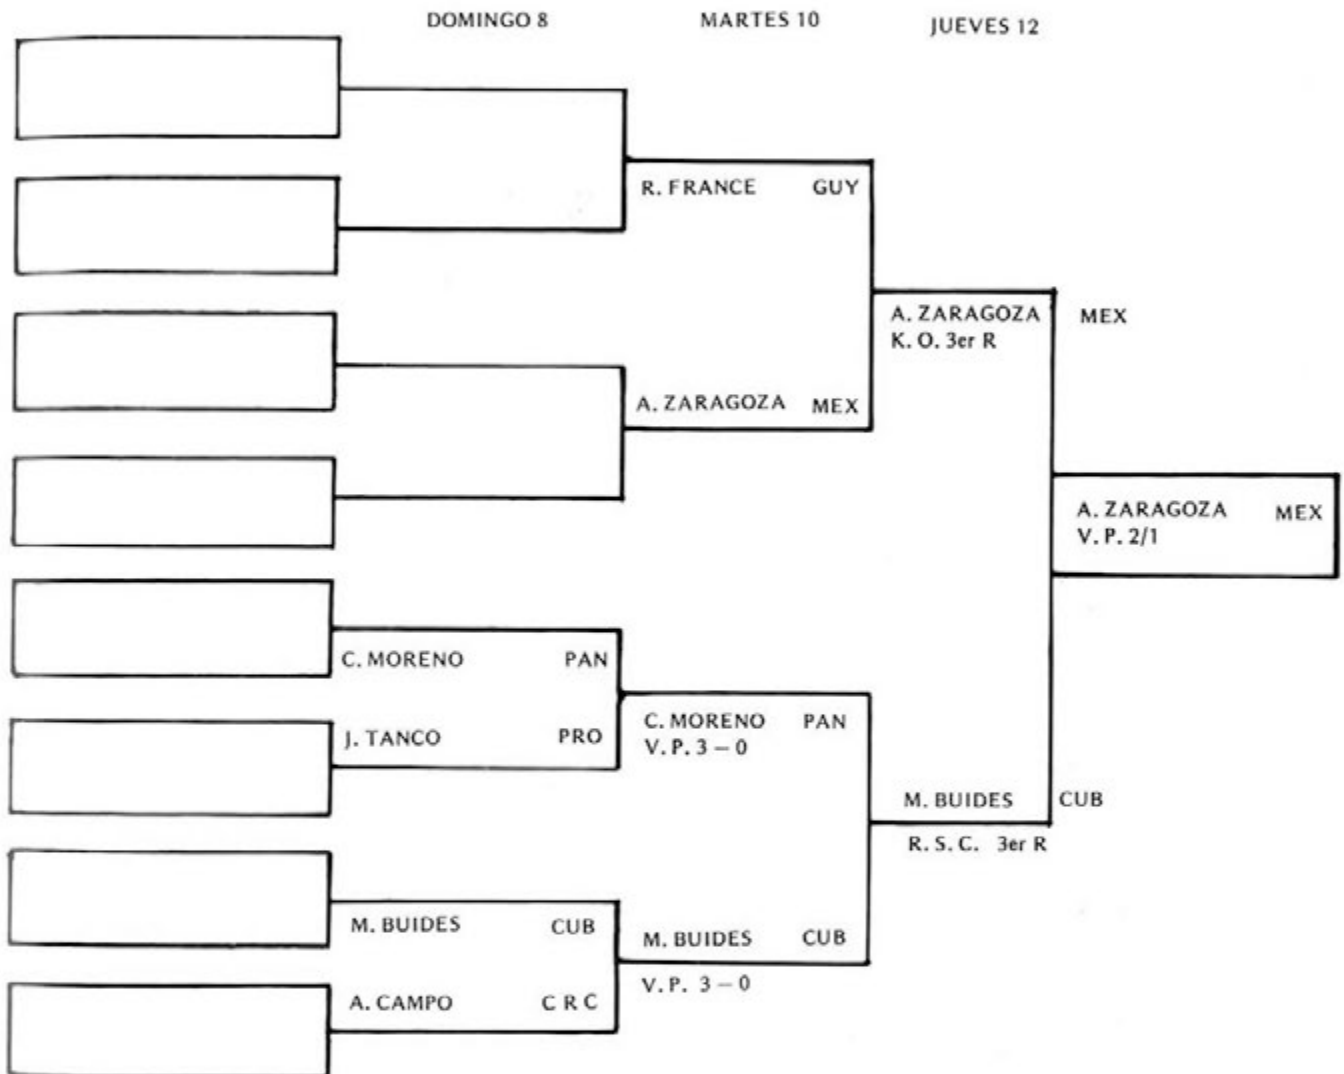 DOMINGO 8 MARTES 10 JUEVES 12
R. FRANCE GUY
A. ZARAGOZA MEX
K. O. 3er R
A. ZARAGOZA MEX
A. ZARAGOZA MEX
V. P. 2/1
C. MORENO PAN
J. TANCO PRO
C. MORENO PAN
V. P. 3 – 0
M. BUIDES CUB
R. S. C. 3er R
M. BUIDES CUB
A. CAMPO C R C
M. BUIDES CUB
V. P. 3 – 0